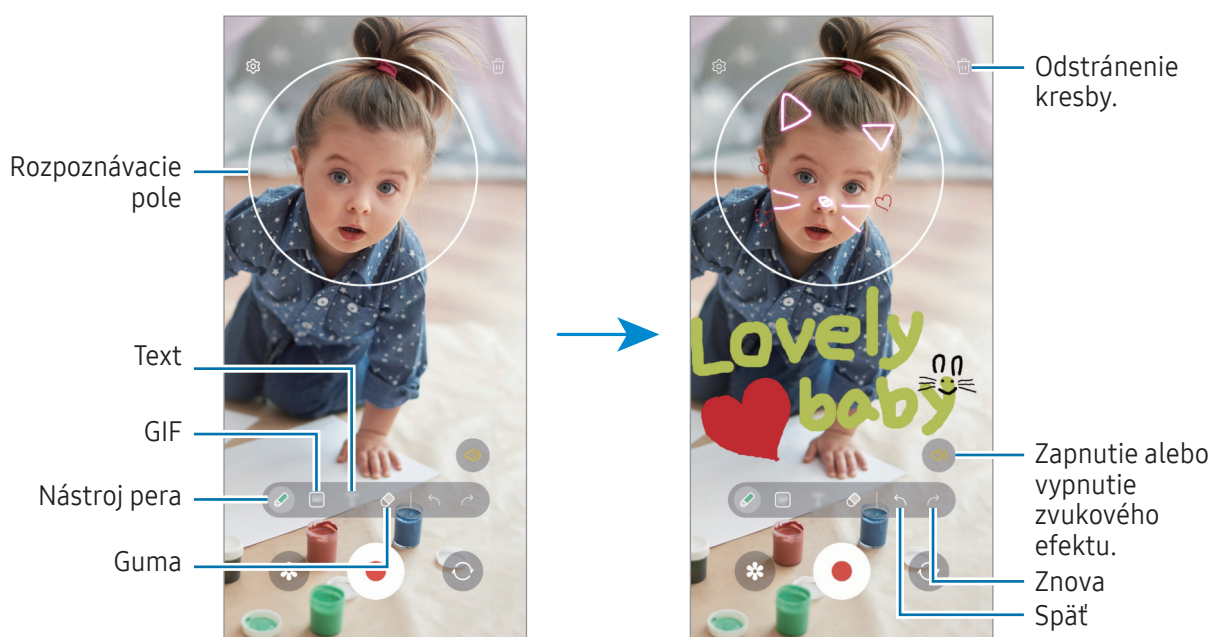 Rozpoznávacie
pole
Text
GIF
Nástroj pera
Guma
Lovely
baby
Odstránenie
kresby.
Zapnutie alebo
vypnutie
zvukového
efektu.
Znova
Späť